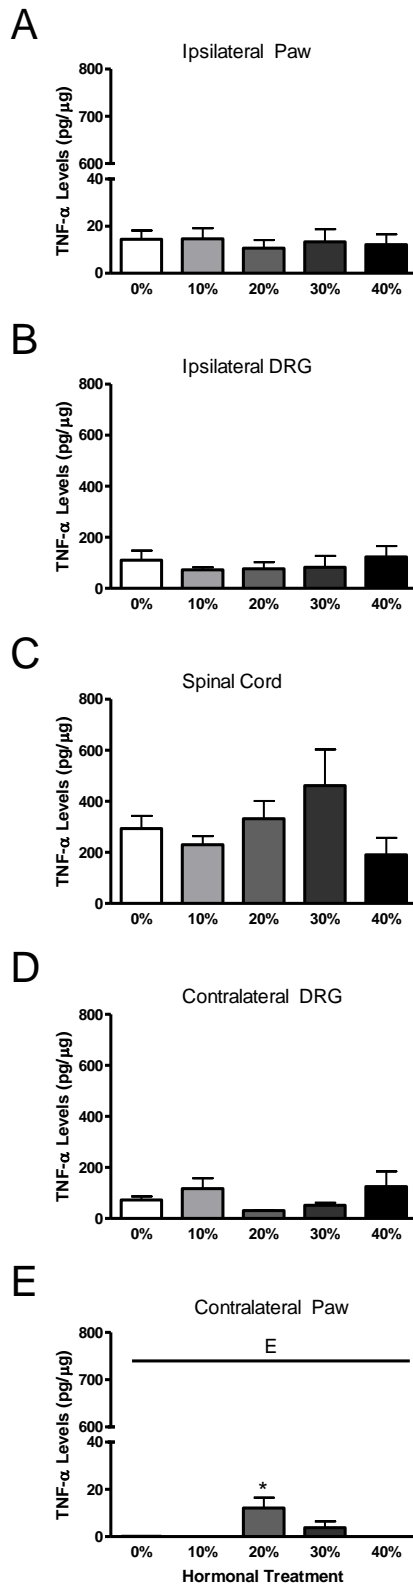 A
Ipsilateral Paw
TNF-α Levels (pg/μg)
800
700
600
40
20
0
0% 10% 20% 30% 40%
B
Ipsilateral DRG
TNF-α Levels (pg/μg)
800
600
400
200
0
0% 10% 20% 30% 40%
C
Spinal Cord
TNF-α Levels (pg/μg)
800
600
400
200
0
0% 10% 20% 30% 40%
D
Contralateral DRG
TNF-α Levels (pg/μg)
800
600
400
200
0
0% 10% 20% 30% 40%
E
Contralateral Paw
TNF-α Levels (pg/μg)
800
E
700
600
40
*
20
0
0% 10% 20% 30% 40%
Hormonal Treatment